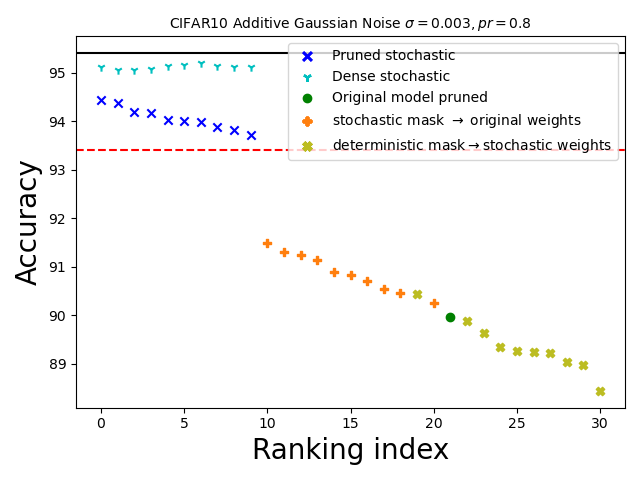 CIFAR10 Additive Gaussian Noise σ = 0.003, pr = 0.8
Pruned stochastic
Dense stochastic
Original model pruned
stochastic mask → original weights
deterministic mask→stochastic weights
Accuracy
95
94
93
92
91
90
89
0 5 10 15 20 25 30
Ranking index